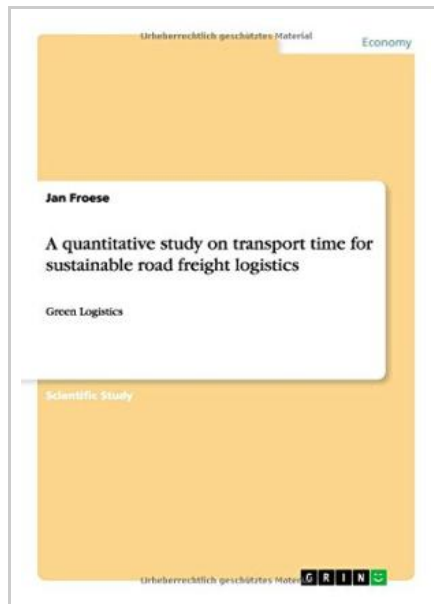 Urheberrechtlich geschütztes Material
Economy
Jan Froese
A quantitative study on transport time for
sustainable road freight logistics
Green Logistics
Scientific Study
Urheberrechtlich geschütztes Mater
G R I N